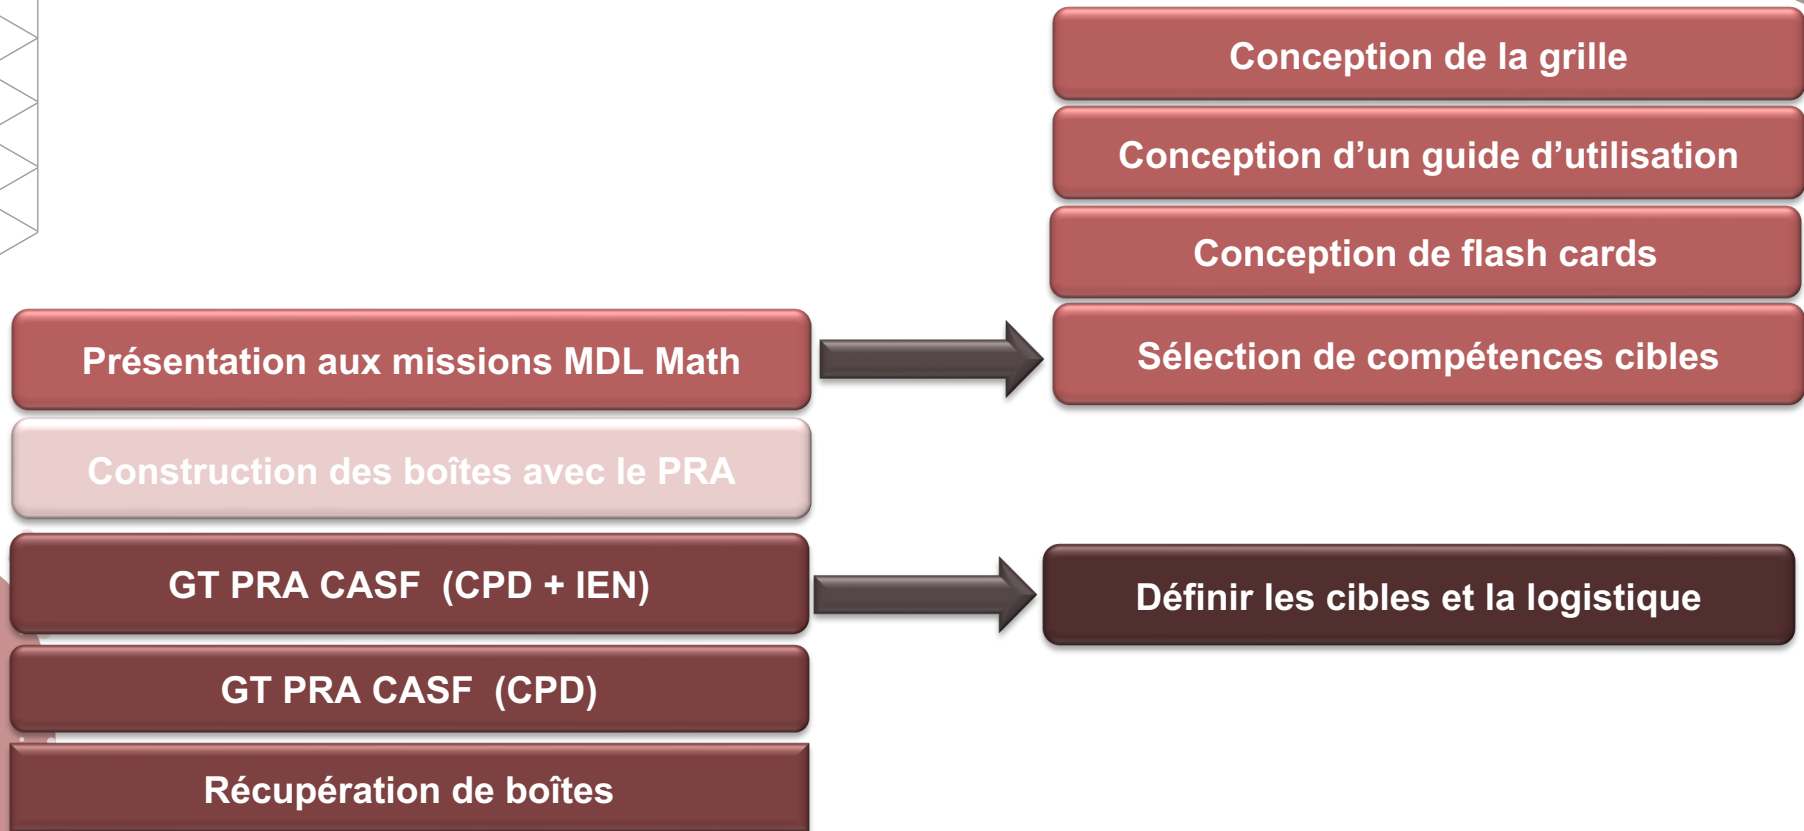 Conception de la grille
Conception d’un guide d’utilisation
Conception de flash cards
Présentation aux missions MDL Math
Sélection de compétences cibles
Construction des boîtes avec le PRA
GT PRA CASF  (CPD + IEN)
Définir les cibles et la logistique
GT PRA CASF  (CPD)
Récupération de boîtes